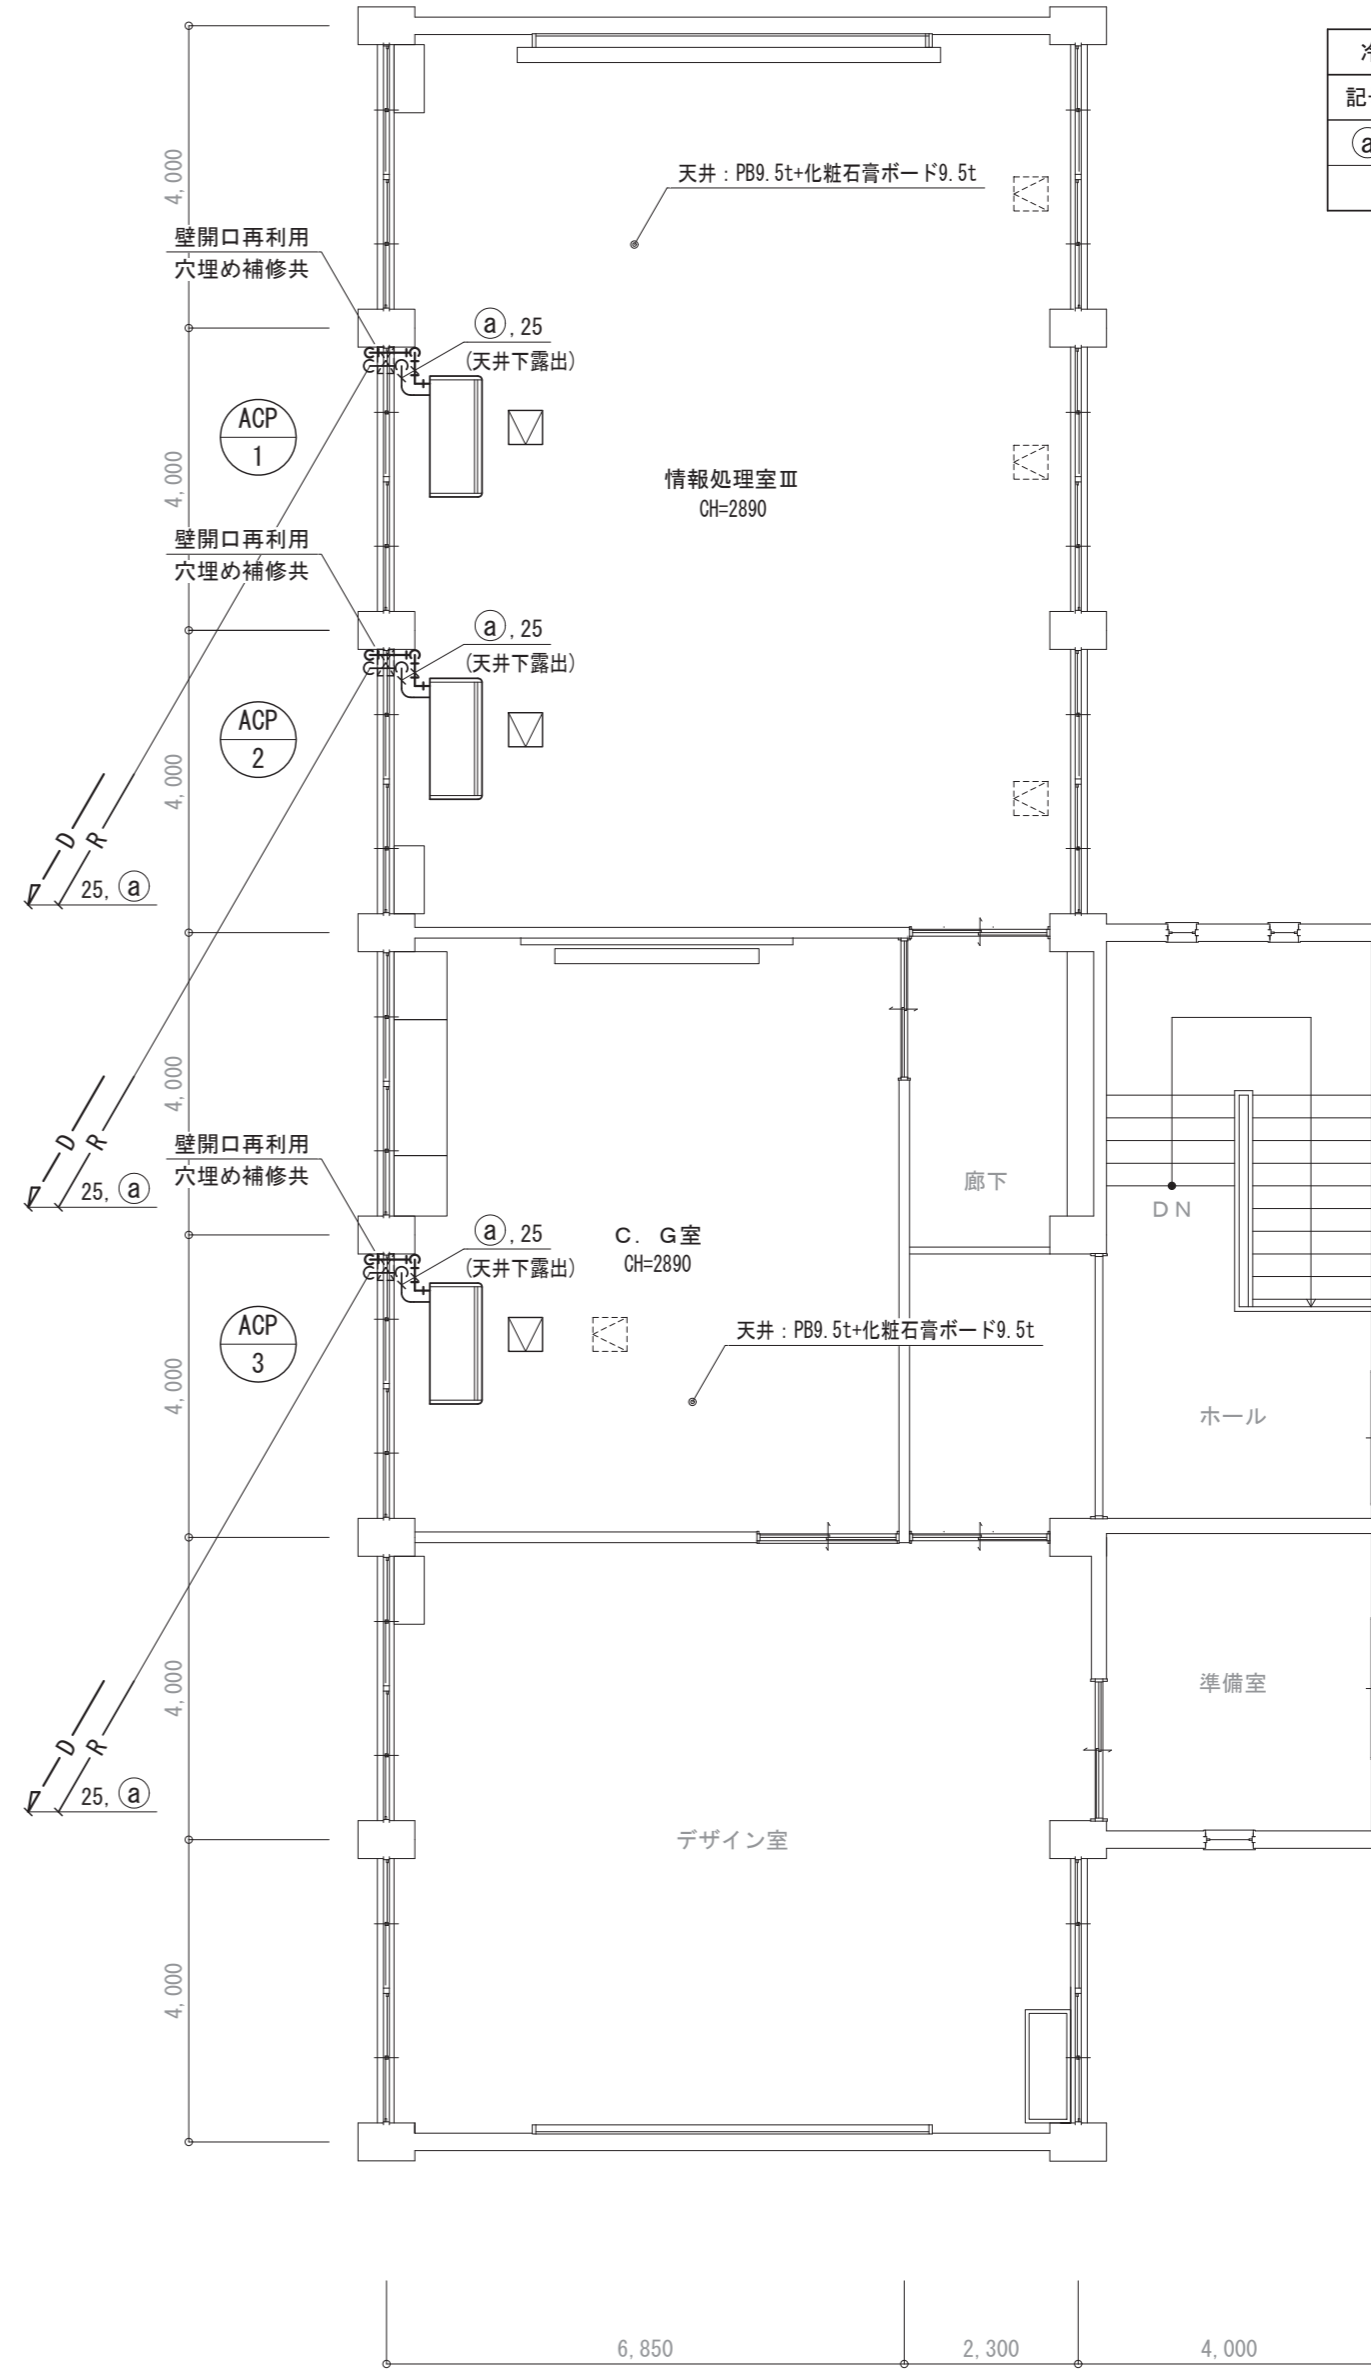 冷
記号
ⓐ
4,000
天井：PB9.5t+化粧石膏ボード9.5t
壁開口再利用
穴埋め補修共
ⓐ,25
(天井下露出)
ACP
1
4,000
情報処理室Ⅲ
CH=2890
壁開口再利用
穴埋め補修共
ⓐ,25
(天井下露出)
ACP
2
4,000
D
R
25,ⓐ
4,000
D
R
25,ⓐ
壁開口再利用
穴埋め補修共
ⓐ,25
(天井下露出)
C．G室
CH=2890
廊下
DN
ACP
3
天井：PB9.5t+化粧石膏ボード9.5t
4,000
ホール
4,000
準備室
D
R
25,ⓐ
デザイン室
4,000
6,850
2,300
4,000